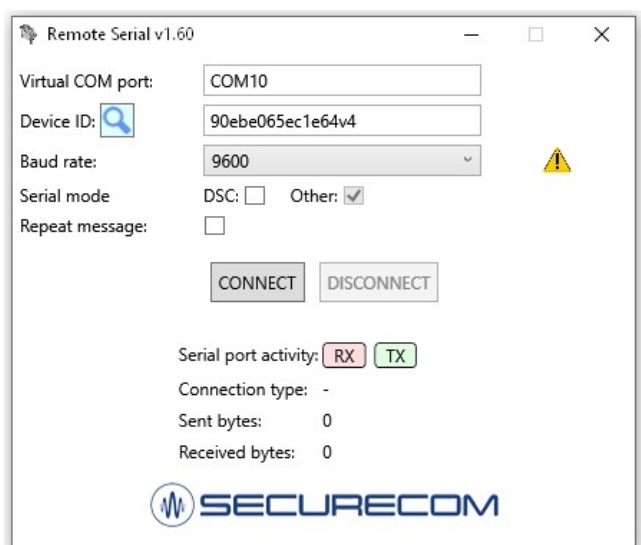 Remote Serial v1.60
Virtual COM port: COM10
Device ID: 90ebe065ec1e64v4
Baud rate: 9600
Serial mode DSC: Other:
Repeat message:
CONNECT DISCONNECT
Serial port activity: RX TX
Connection type: -
Sent bytes: 0
Received bytes: 0
SECURECOM